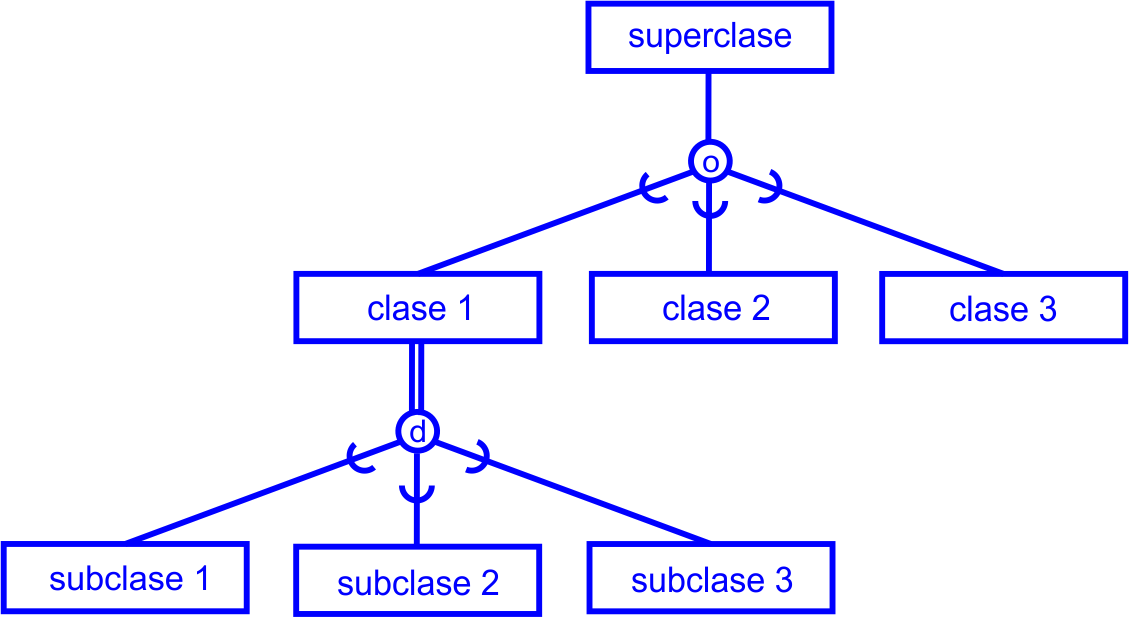 superclase
o
clase 1
clase 2
clase 3
d
subclase 1
subclase 2
subclase 3